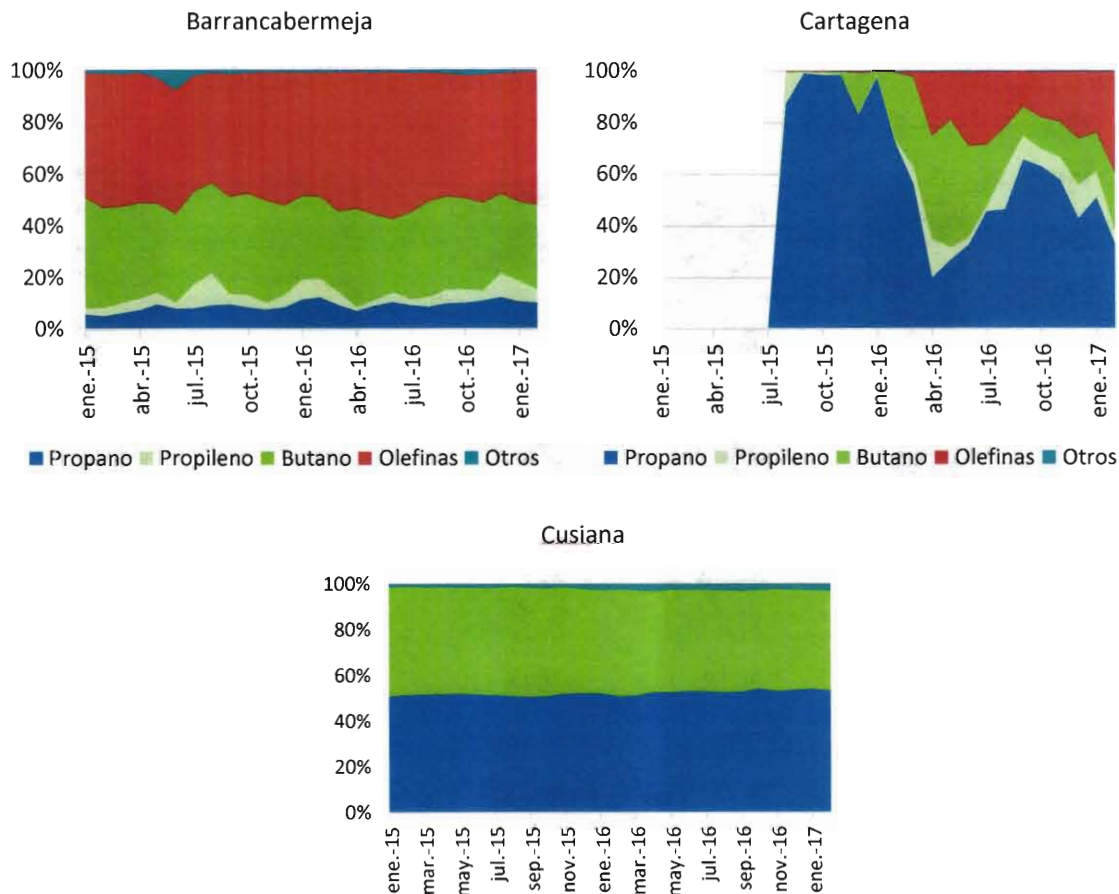 Barrancabermeja
100%
80%
60%
40%
20%
0%
ene.-15
abr.-15
jul.-15
oct.-15
ene.-16
abr.-16
jul.-16
oct.-16
ene.-17
Propano Propileno Butano Olefinas Otros
Cartagena
100%
80%
60%
40%
20%
0%
ene.-15
abr.-15
jul.-15
oct.-15
ene.-16
abr.-16
jul.-16
oct.-16
ene.-17
Propano Propileno Butano Olefinas Otros
Cusiana
100%
80%
60%
40%
20%
0%
ene.-15
mar.-15
may.-15
jul.-15
sep.-15
nov.-15
ene.-16
mar.-16
may.-16
jul.-16
sep.-16
nov.-16
ene.-17